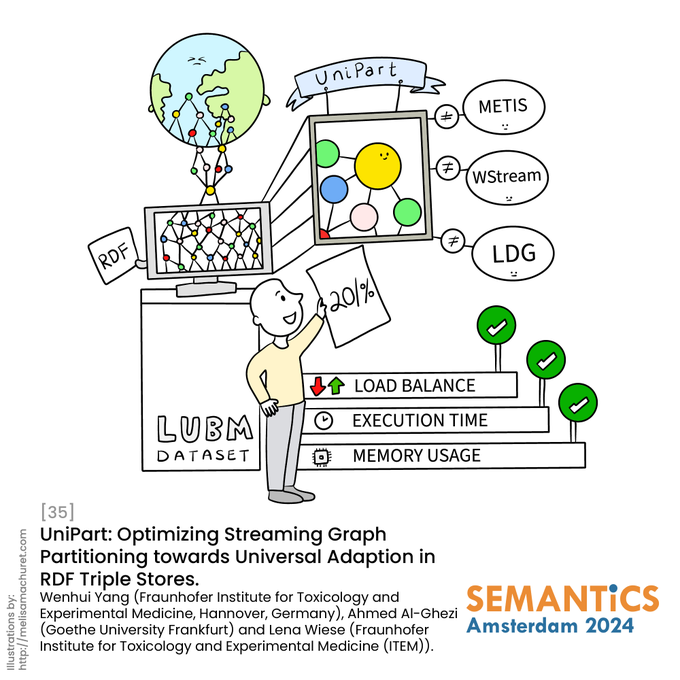 UniPart
METIS
WStream
LDG
RDF
20%
LOAD BALANCE
EXECUTION TIME
MEMORY USAGE
LUBM
DATASET
[35]
UniPart: Optimizing Streaming Graph
Partitioning towards Universal Adaption in
RDF Triple Stores.
Wenhui Yang (Fraunhofer Institute for Toxicology and
Experimental Medicine, Hannover, Germany), Ahmed Al-Ghezi
(Goethe University Frankfurt) and Lena Wiese (Fraunhofer
Institute for Toxicology and Experimental Medicine (ITEM)).
Illustrations by:
http://melisamachuret.com
SEMANTiCS
Amsterdam 2024